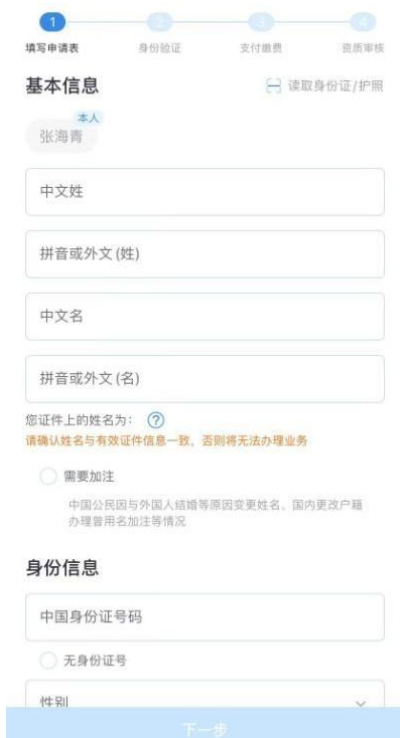 1 2 3 4
填写申请表 身份验证 支付缴费 资质审核
基本信息 读取身份证/护照
本人
张海青
中文姓
拼音或外文(姓)
中文名
拼音或外文(名)
您证件上的姓名为： ?
请确认姓名与有效证件信息一致，否则将无法办理业务
需要加注
中国公民因与外国人结婚等原因变更姓名、国内更改户籍
办理曾用名加注等情况
身份信息
中国身份证号码
无身份证号
性别
下一步